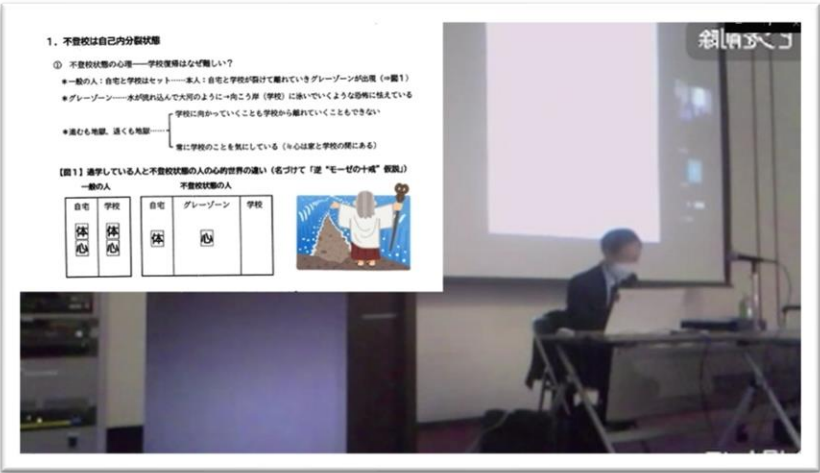 1．不登校は自己内分裂状態
① 不登校状態の心理――学校復帰はなぜ難しい？
＊一般の人：自宅と学校はセット……本人：自宅と学校が裂けて離れていきグレーゾーンが出現（⇒図1）
＊グレーゾーン……水が流れ込んで大河のように→向こう岸（学校）に泳いでいくような恐怖に怯えている
学校に向かっていくことも学校から離れていくこともできない
＊進むも地獄、退くも地獄……
常に学校のことを気にしている（≒心は家と学校の間にある）
【図1】通学している人と不登校状態の人の心的世界の違い（名づけて「逆“モーゼの十戒”仮説」）
一般の人 不登校状態の人
自宅 学校 自宅 グレーゾーン 学校
体 体 体 心
心 心